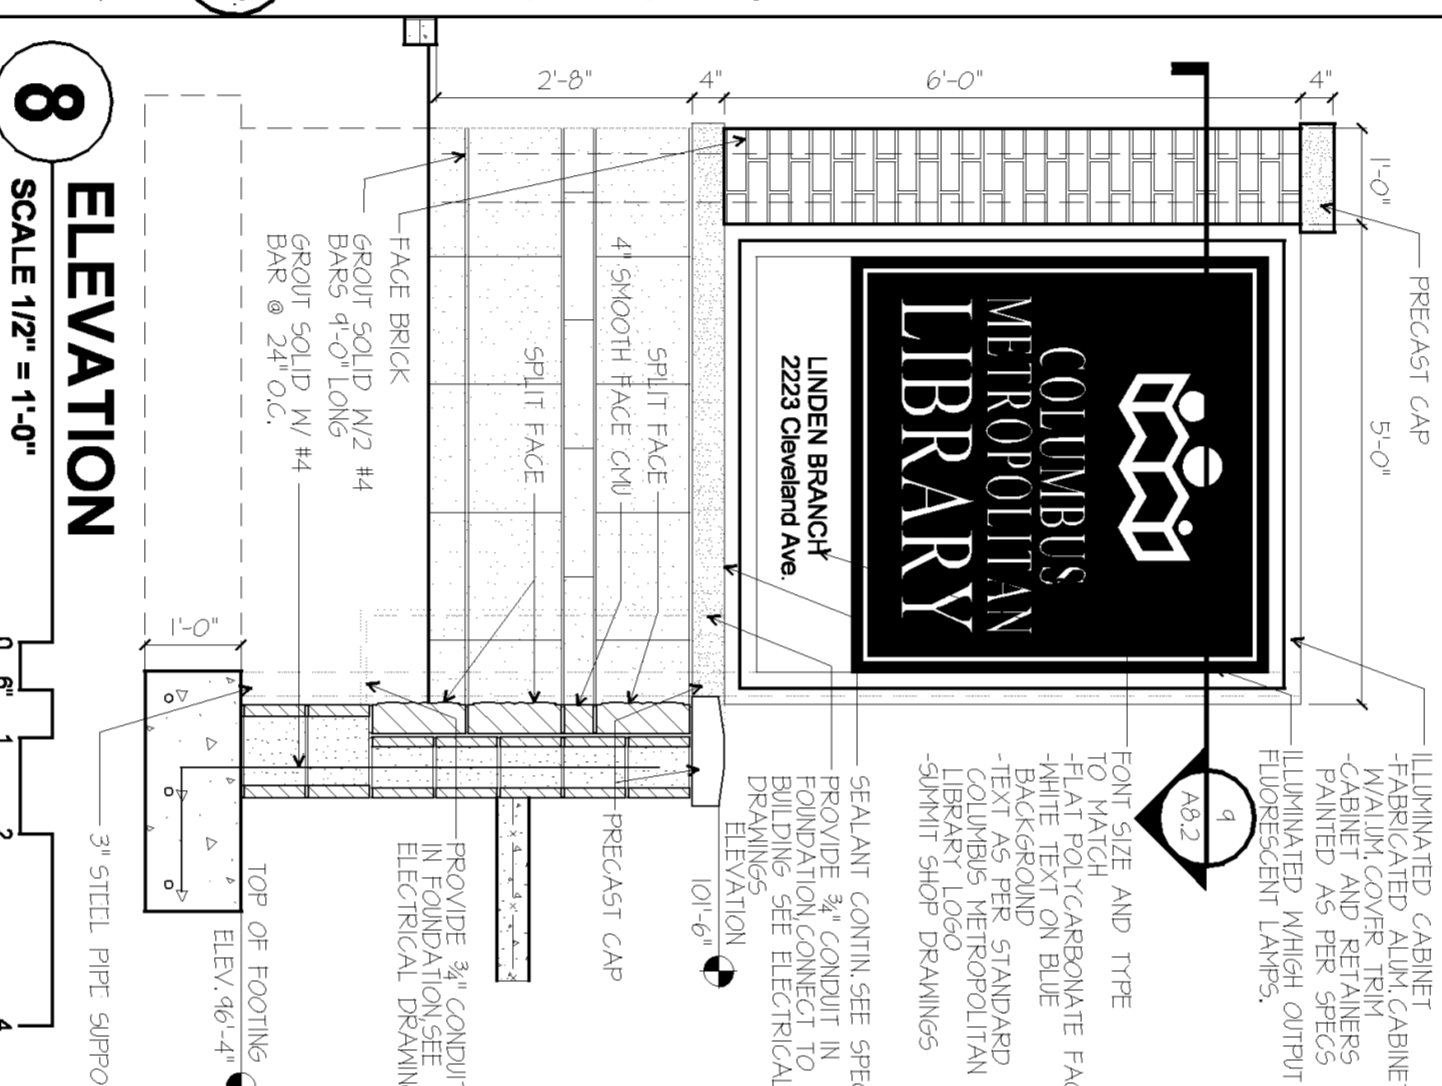 PRECAST CAP
ILLUMINATED CABINET
-FABRICATED ALUM. CABINE
W/ALUM. COVER TRIM
-CABINET AND RETAINERS
PAINTED AS PER SPECS
ILLUMINATED W/HIGH OUTPUT
FLUORESCENT LAMPS.
4"
1'-0"
5'-0"
6'-0"
4"
2'-8"
9
A8.2
COLUMBUS
METROPOLITAN
LIBRARY
LINDEN BRANCH
2223 Cleveland Ave.
FONT SIZE AND TYPE
TO MATCH
-FLAT POLYCARBONATE FAC
-WHITE TEXT ON BLUE
BACKGROUND
-TEXT AS PER STANDARD
COLUMBUS METROPOLITAN
LIBRARY LOGO
-SUMMIT SHOP DRAWINGS
SEALANT CONTIN. SEE SPEC
PROVIDE ¾" CONDUIT IN
FOUNDATION, CONNECT TO
BUILDING SEE ELECTRICAL
DRAWINGS
ELEVATION
101'-6"
SPLIT FACE
4" SMOOTH FACE CMU
SPLIT FACE
PRECAST CAP
FACE BRICK
GROUT SOLID W/2 #4
BARS 9'-0" LONG
GROUT SOLID W/ #4
BAR @ 24" O.C.
PROVIDE ¾" CONDUI
IN FOUNDATION, SEE
ELECTRICAL DRAWIN
1'-0"
TOP OF FOOTING
ELEV. 96'-4"
3" STEEL PIPE SUPPO
8
ELEVATION
SCALE 1/2" = 1'-0"
0
6"
1
2
4